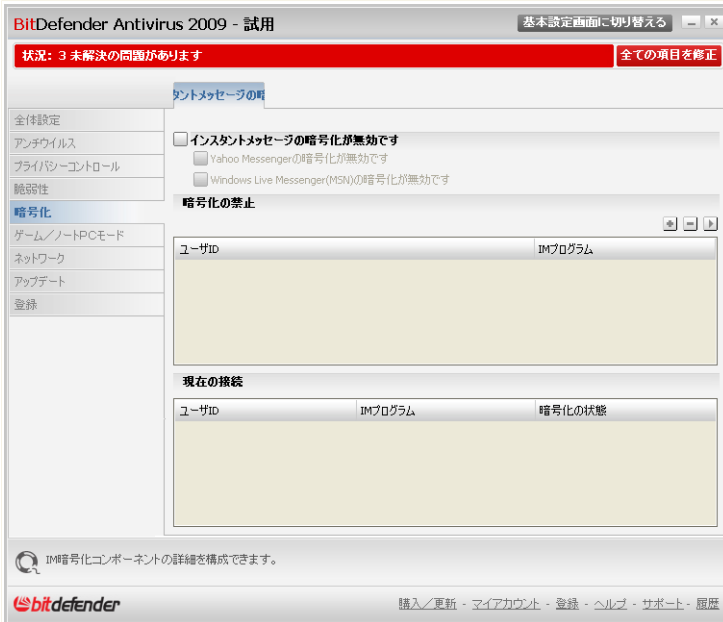 BitDefender Antivirus 2009 - 試用
基本設定画面に切り替える
状況: 3 未解決の問題があります
全ての項目を修正
タントメッセージの暗
全体設定
アンチウイルス
プライバシーコントロール
脆弱性
暗号化
ゲーム/ノートPCモード
ネットワーク
アップデート
登録
インスタントメッセージの暗号化が無効です
Yahoo Messengerの暗号化が無効です
Windows Live Messenger(MSN)の暗号化が無効です
暗号化の禁止
ユーザID IMプログラム
現在の接続
ユーザID IMプログラム 暗号化の状態
IM暗号化コンポーネントの詳細を構成できます。
bitdefender
購入/更新 - マイアカウント - 登録 - ヘルプ - サポート - 履歴